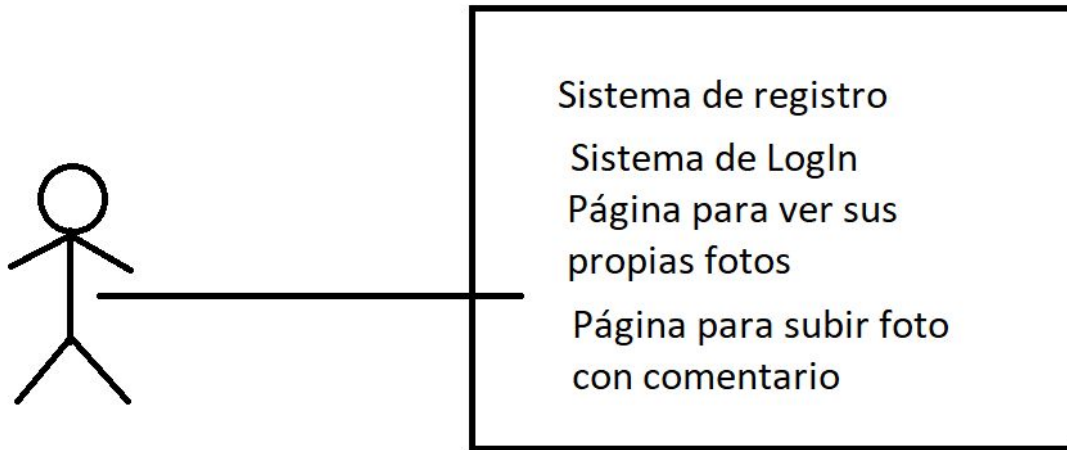 Sistema de registro
Sistema de LogIn
Página para ver sus
propias fotos
Página para subir foto
con comentario